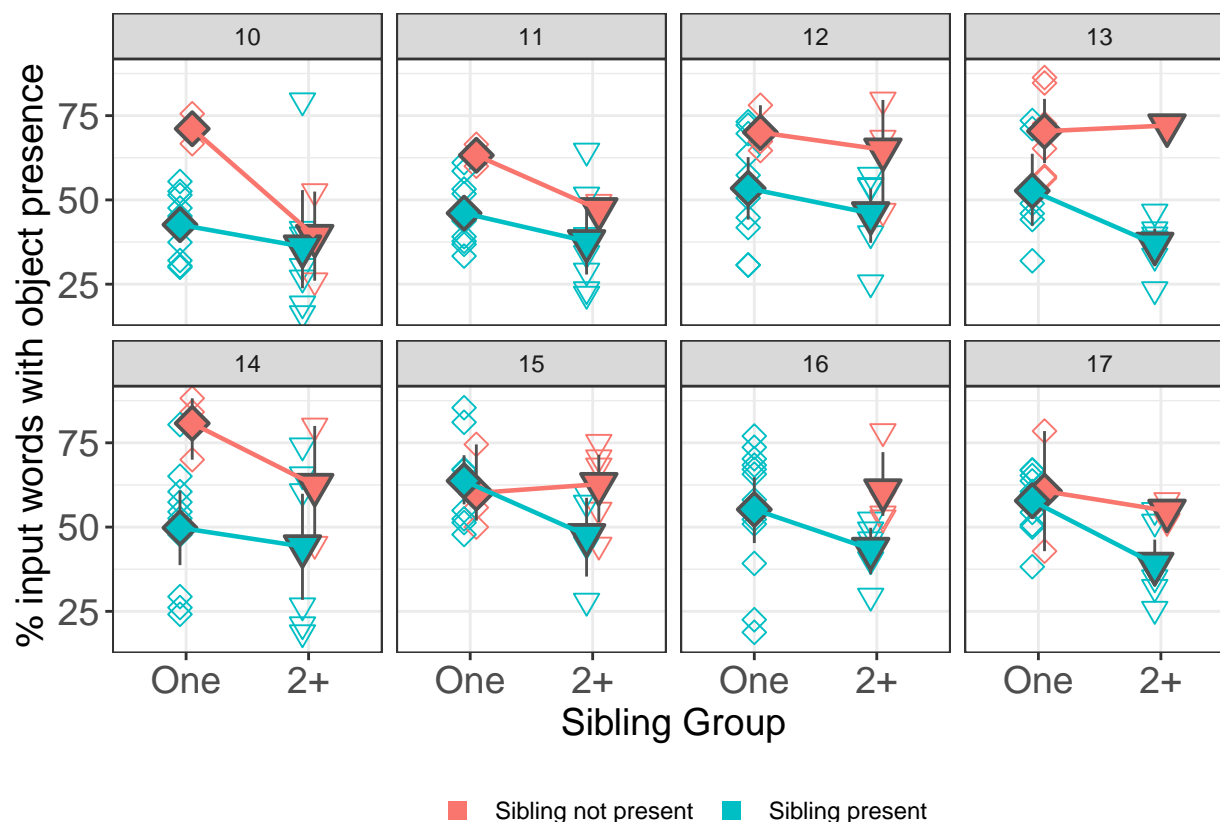 % input words with object presence
10 11 12 13
75
50
25
14 15 16 17
75
50
25
One 2+ One 2+ One 2+ One 2+
Sibling Group
Sibling not present Sibling present